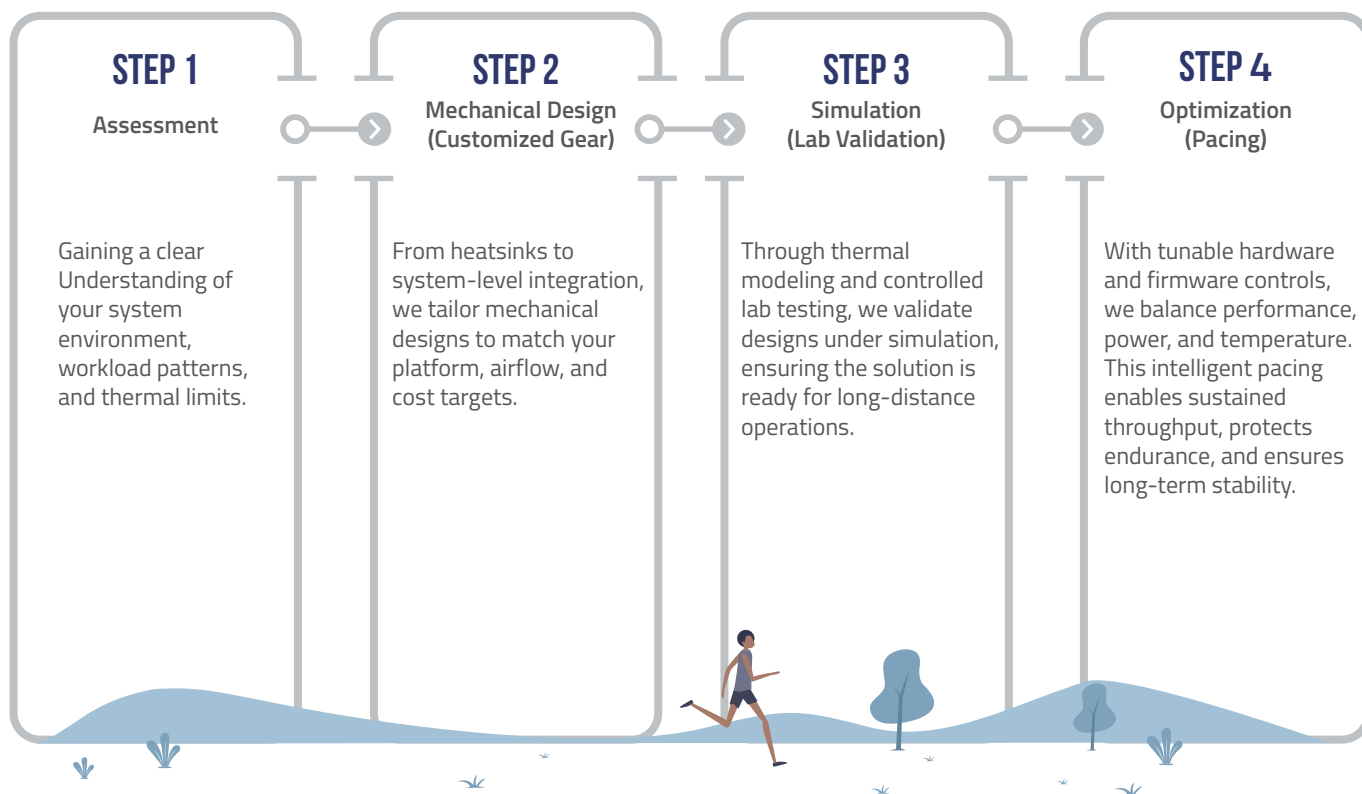 STEP 1
Assessment
Gaining a clear
Understanding of
your system
environment,
workload patterns,
and thermal limits.
STEP 2
Mechanical Design
(Customized Gear)
From heatsinks to
system-level integration,
we tailor mechanical
designs to match your
platform, airflow, and
cost targets.
STEP 3
Simulation
(Lab Validation)
Through thermal
modeling and controlled
lab testing, we validate
designs under simulation,
ensuring the solution is
ready for long-distance
operations.
STEP 4
Optimization
(Pacing)
With tunable hardware
and firmware controls,
we balance performance,
power, and temperature.
This intelligent pacing
enables sustained
throughput, protects
endurance, and ensures
long-term stability.